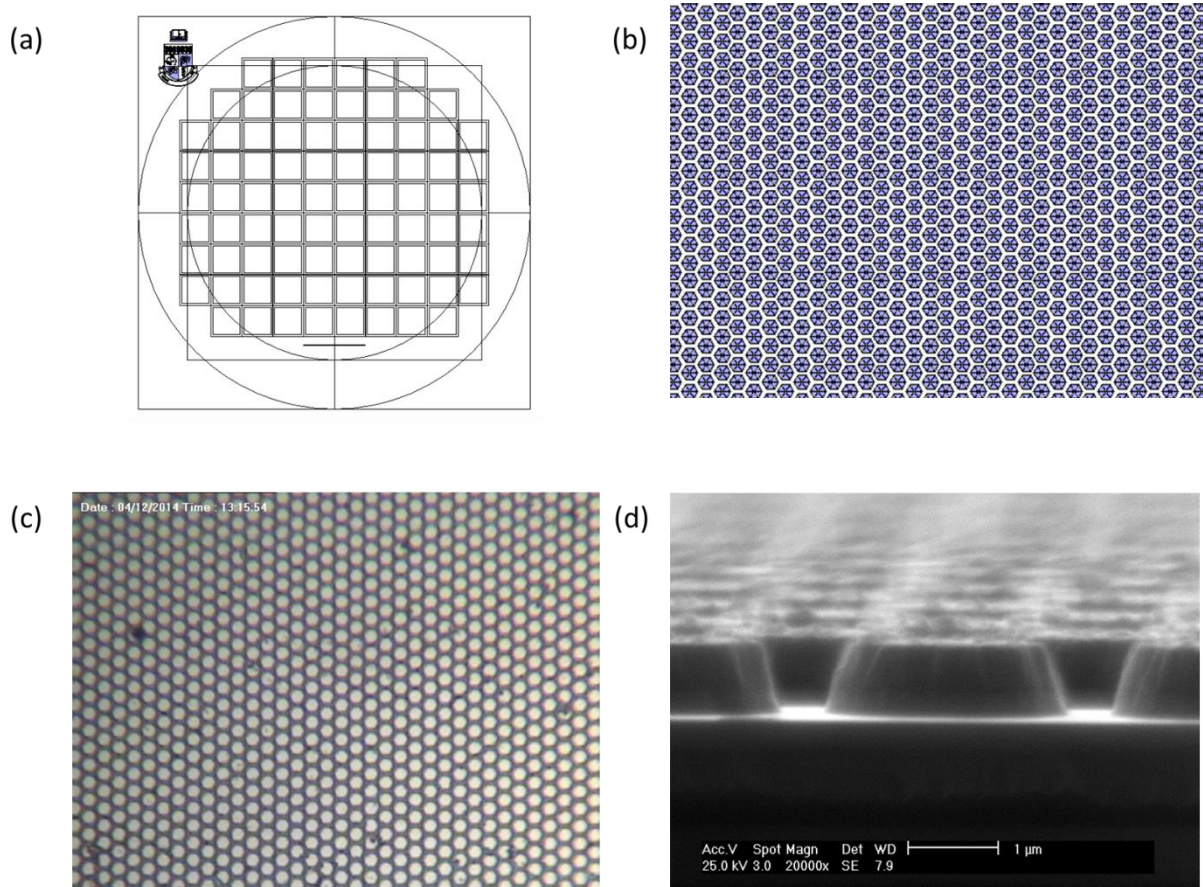 (a)
(b)
(c)
Date : 04/12/2014 Time : 13:15:54
(d)
Acc.V Spot Magn Det WD 1 µm
25.0 kV 3.0 20000x SE 7.9